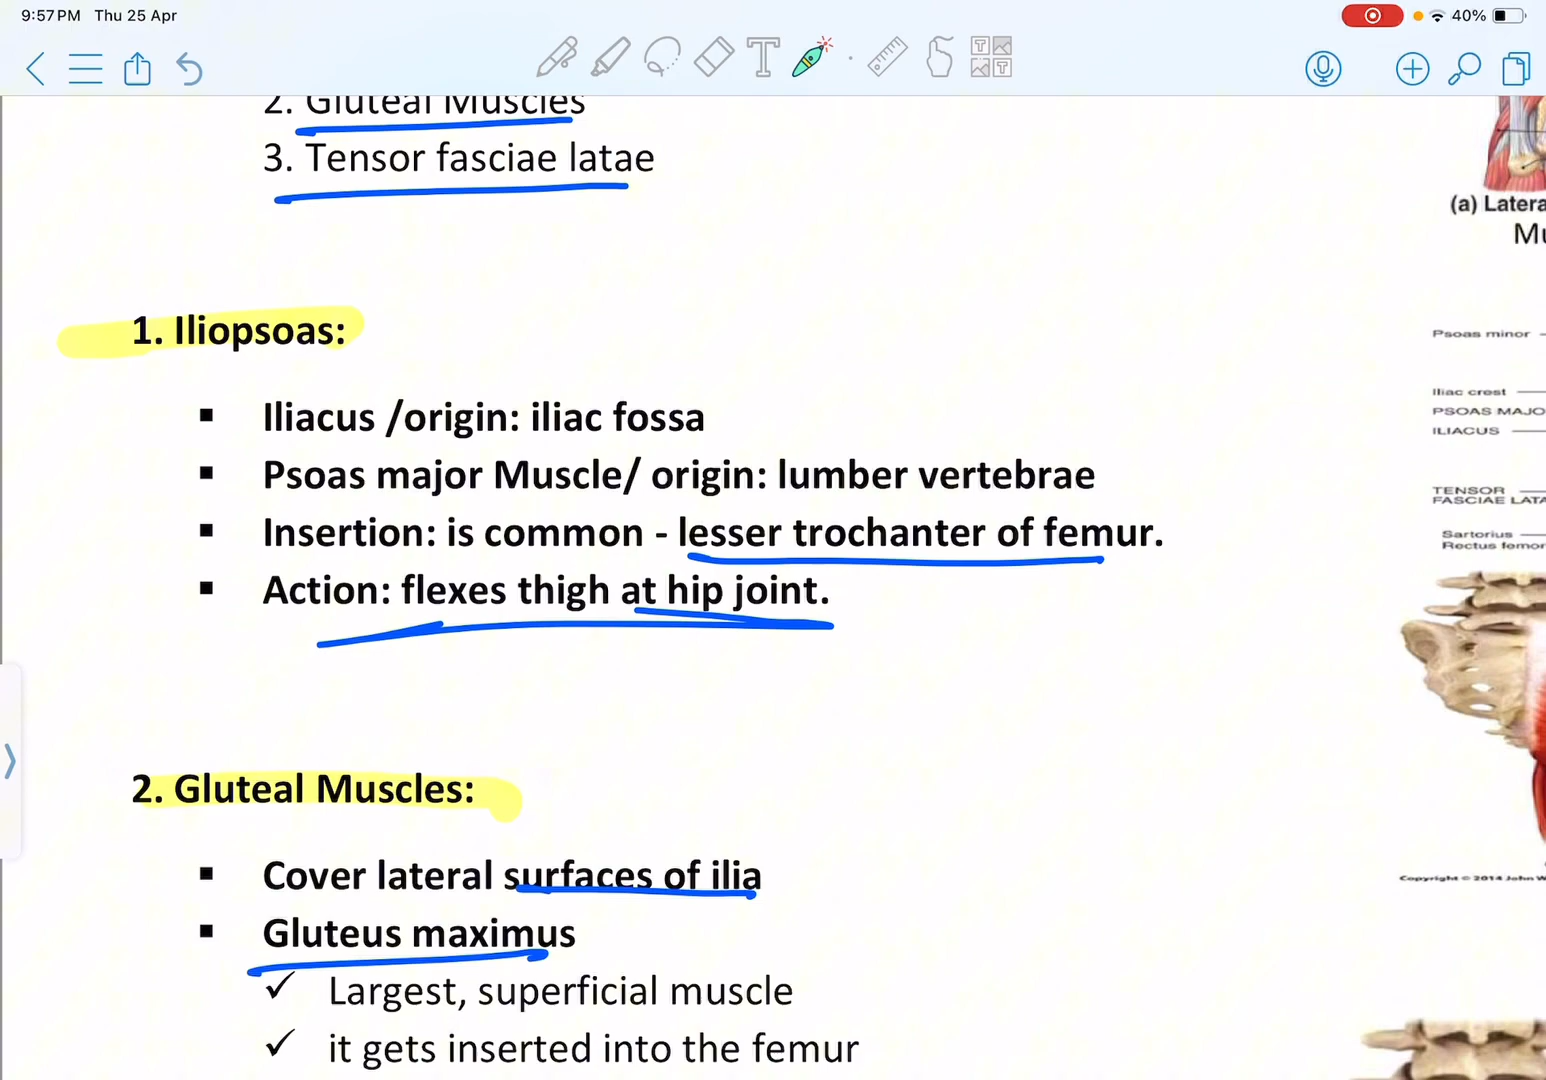 9:57 PM Thu 25 Apr
40%
2. Gluteal Muscles
3. Tensor fasciae latae
(a) Latera
Mu
1. Iliopsoas:
Psoas minor
▪ Iliacus /origin: iliac fossa
Iliac crest
PSOAS MAJO
ILIACUS
▪ Psoas major Muscle/ origin: lumber vertebrae
TENSOR
FASCIAE LATA
▪ Insertion: is common - lesser trochanter of femur.
Sartorius
Rectus femor
▪ Action: flexes thigh at hip joint.
2. Gluteal Muscles:
▪ Cover lateral surfaces of ilia
Copyright © 2014 John W
▪ Gluteus maximus
✓ Largest, superficial muscle
✓ it gets inserted into the femur